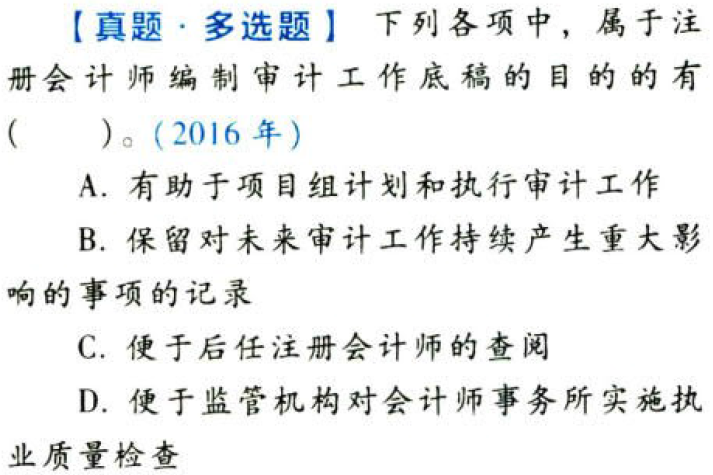 【真题·多选题】 下列各项中，属于注
册会计师编制审计工作底稿的目的的有
(  )。(2016 年)
A. 有助于项目组计划和执行审计工作
B. 保留对未来审计工作持续产生重大影
响的事项的记录
C. 便于后任注册会计师的查阅
D. 便于监管机构对会计师事务所实施执
业质量检查